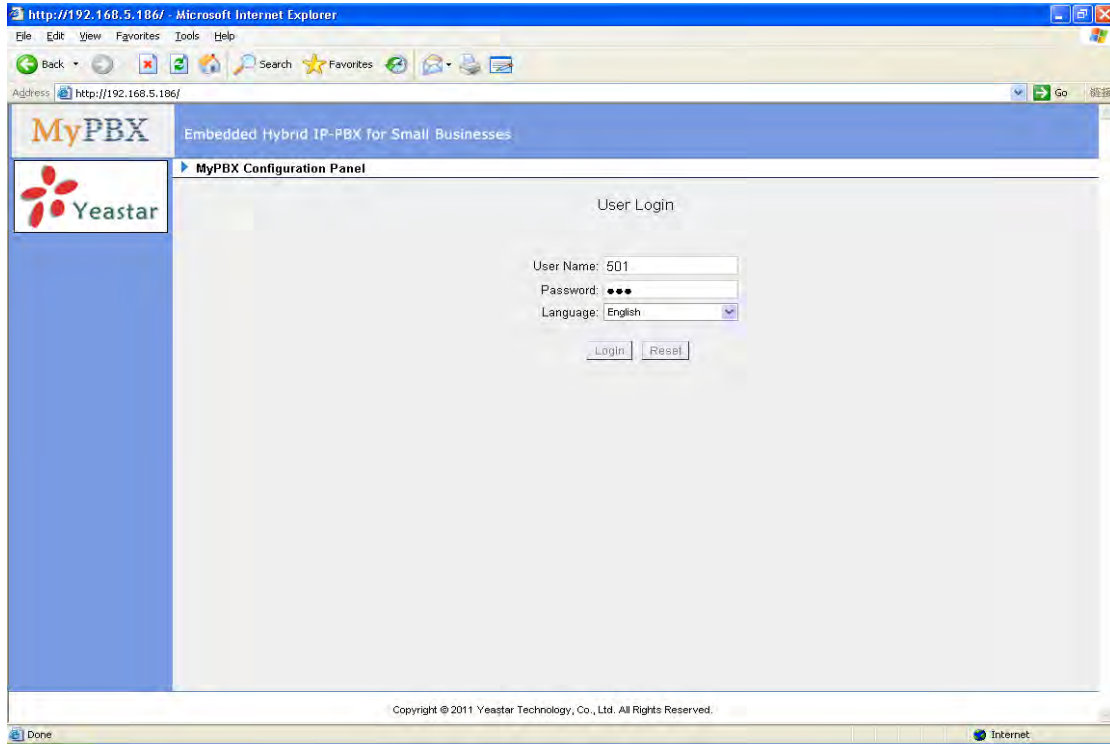 http://192.168.5.186/ - Microsoft Internet Explorer
File Edit View Favorites Tools Help
Back Search Favorites
Address http://192.168.5.186/ Go
MyPBX Embedded Hybrid IP-PBX for Small Businesses
Yeastar
MyPBX Configuration Panel
User Login
User Name: 501
Password: •••
Language: English
Login Reset
Copyright © 2011 Yeastar Technology, Co., Ltd. All Rights Reserved.
Done Internet